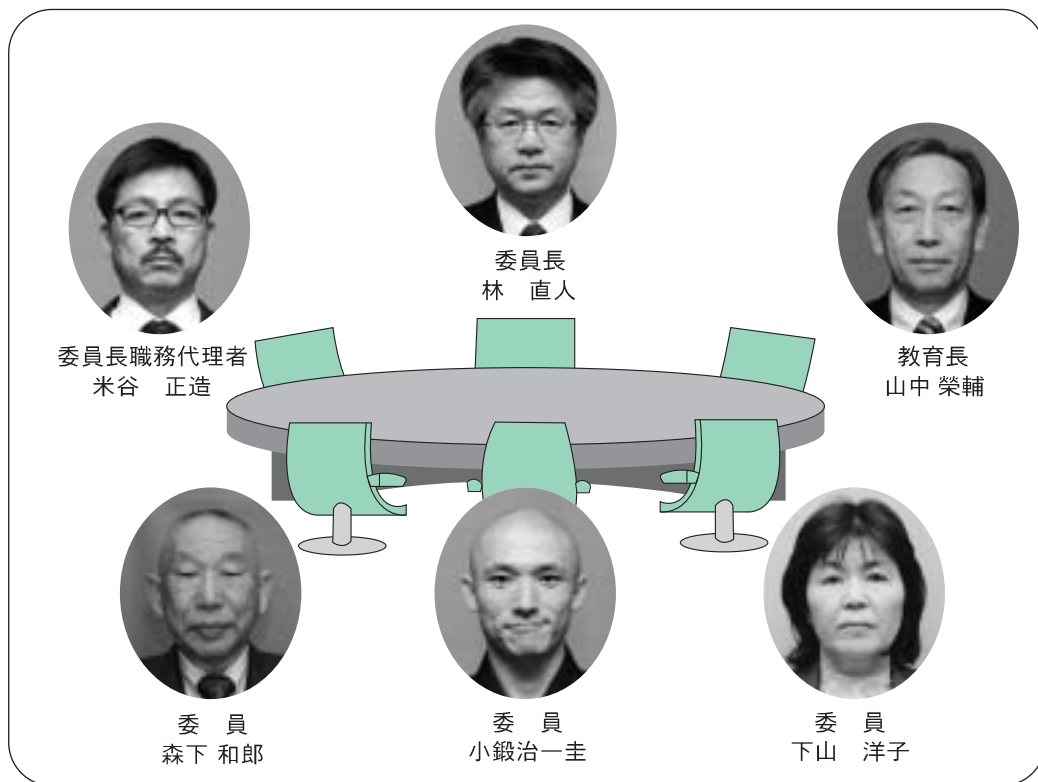 委員長
林　直人
委員長職務代理者
米谷　正造
教育長
山中 榮輔
委　員
森下 和郎
委　員
小鍛治一圭
委　員
下山　洋子